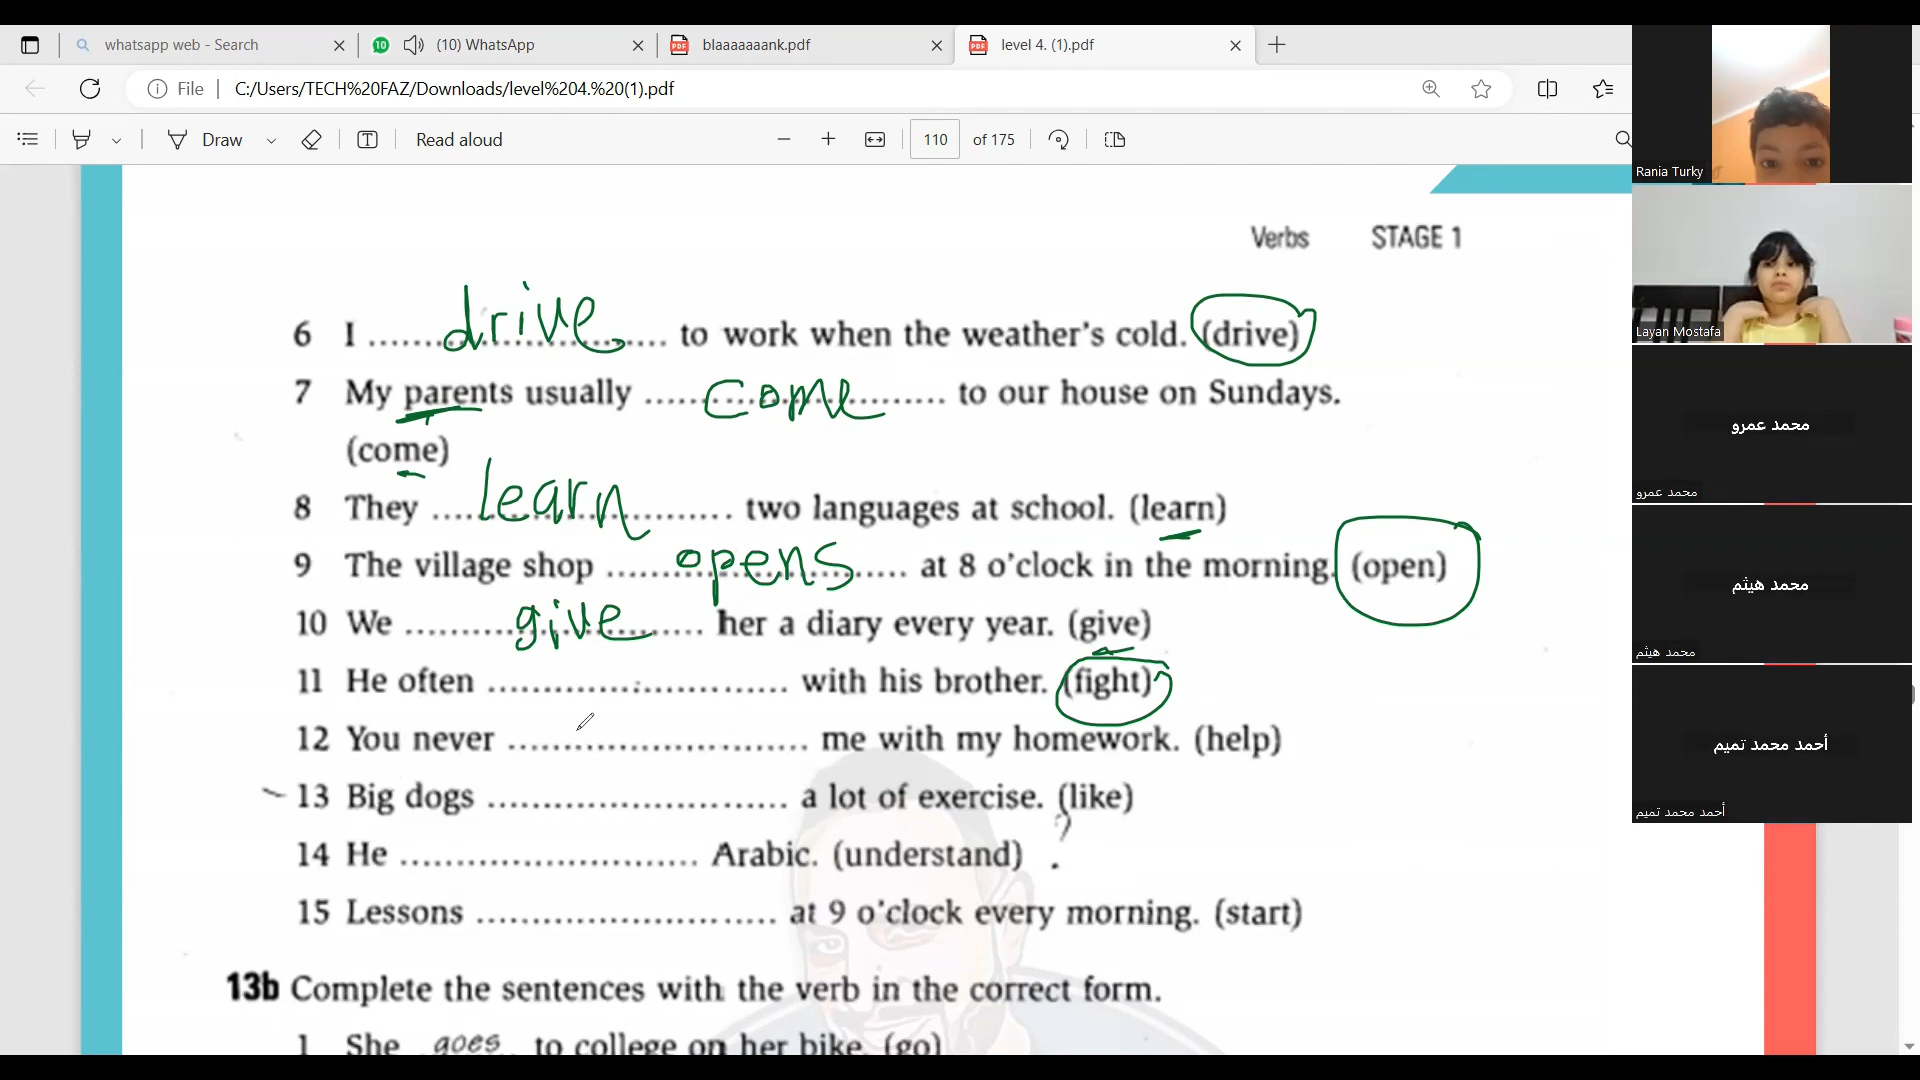 whatsapp web - Search
10
(10) WhatsApp
blaaaaaaank.pdf
level 4. (1).pdf
File
C:/Users/TECH%20FAZ/Downloads/level%204.%20(1).pdf
Draw
Read aloud
110 of 175
Verbs STAGE 1
6 I drive to work when the weather's cold. (drive)
7 My parents usually come to our house on Sundays.
(come)
8 They learn two languages at school. (learn)
9 The village shop opens at 8 o'clock in the morning. (open)
10 We give her a diary every year. (give)
11 He often .............................. with his brother. (fight)
12 You never .............................. me with my homework. (help)
13 Big dogs .............................. a lot of exercise. (like)
14 He .............................. Arabic. (understand)
15 Lessons .............................. at 9 o'clock every morning. (start)
13b Complete the sentences with the verb in the correct form.
1 She goes to college on her bike. (go)
Rania Turky
Layan Mostafa
محمد عمرو
محمد عمرو
محمد هيثم
محمد هيثم
أحمد محمد تميم
أحمد محمد تميم